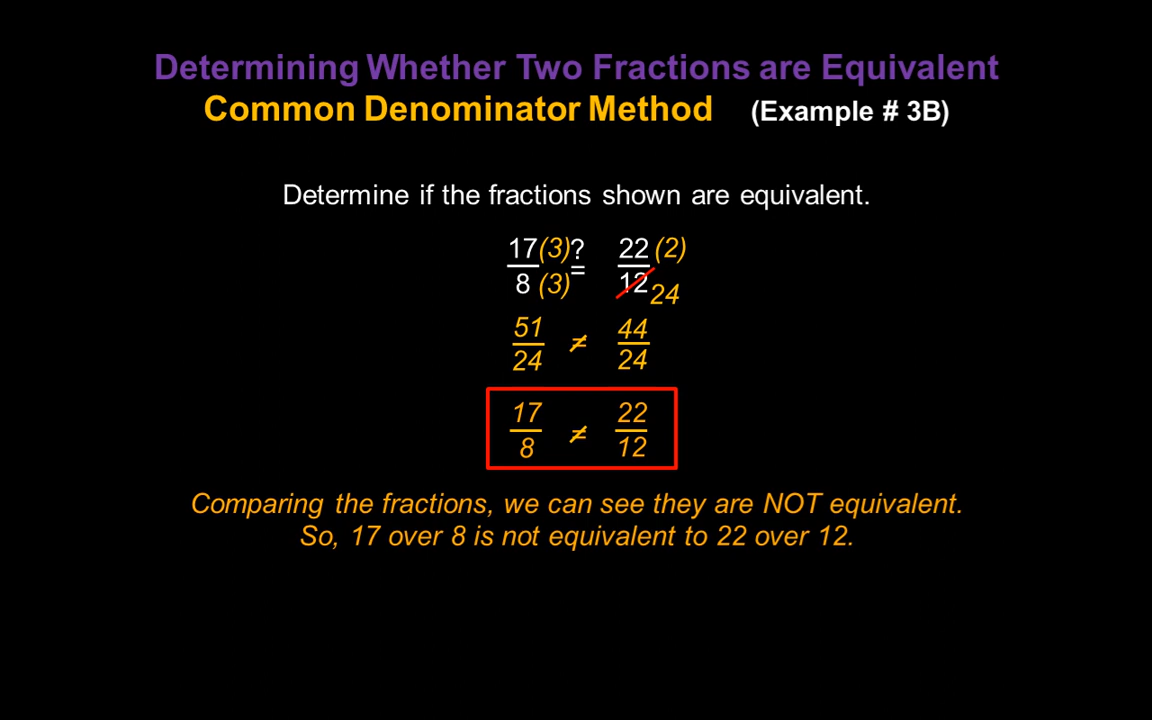 Determining Whether Two Fractions are Equivalent
Common Denominator Method (Example # 3B)
Determine if the fractions shown are equivalent.
17(3) ? 22 (2)
=
8 (3) 12 24
51 ≠ 44
24 24
17 ≠ 22
8 12
Comparing the fractions, we can see they are NOT equivalent.
So, 17 over 8 is not equivalent to 22 over 12.